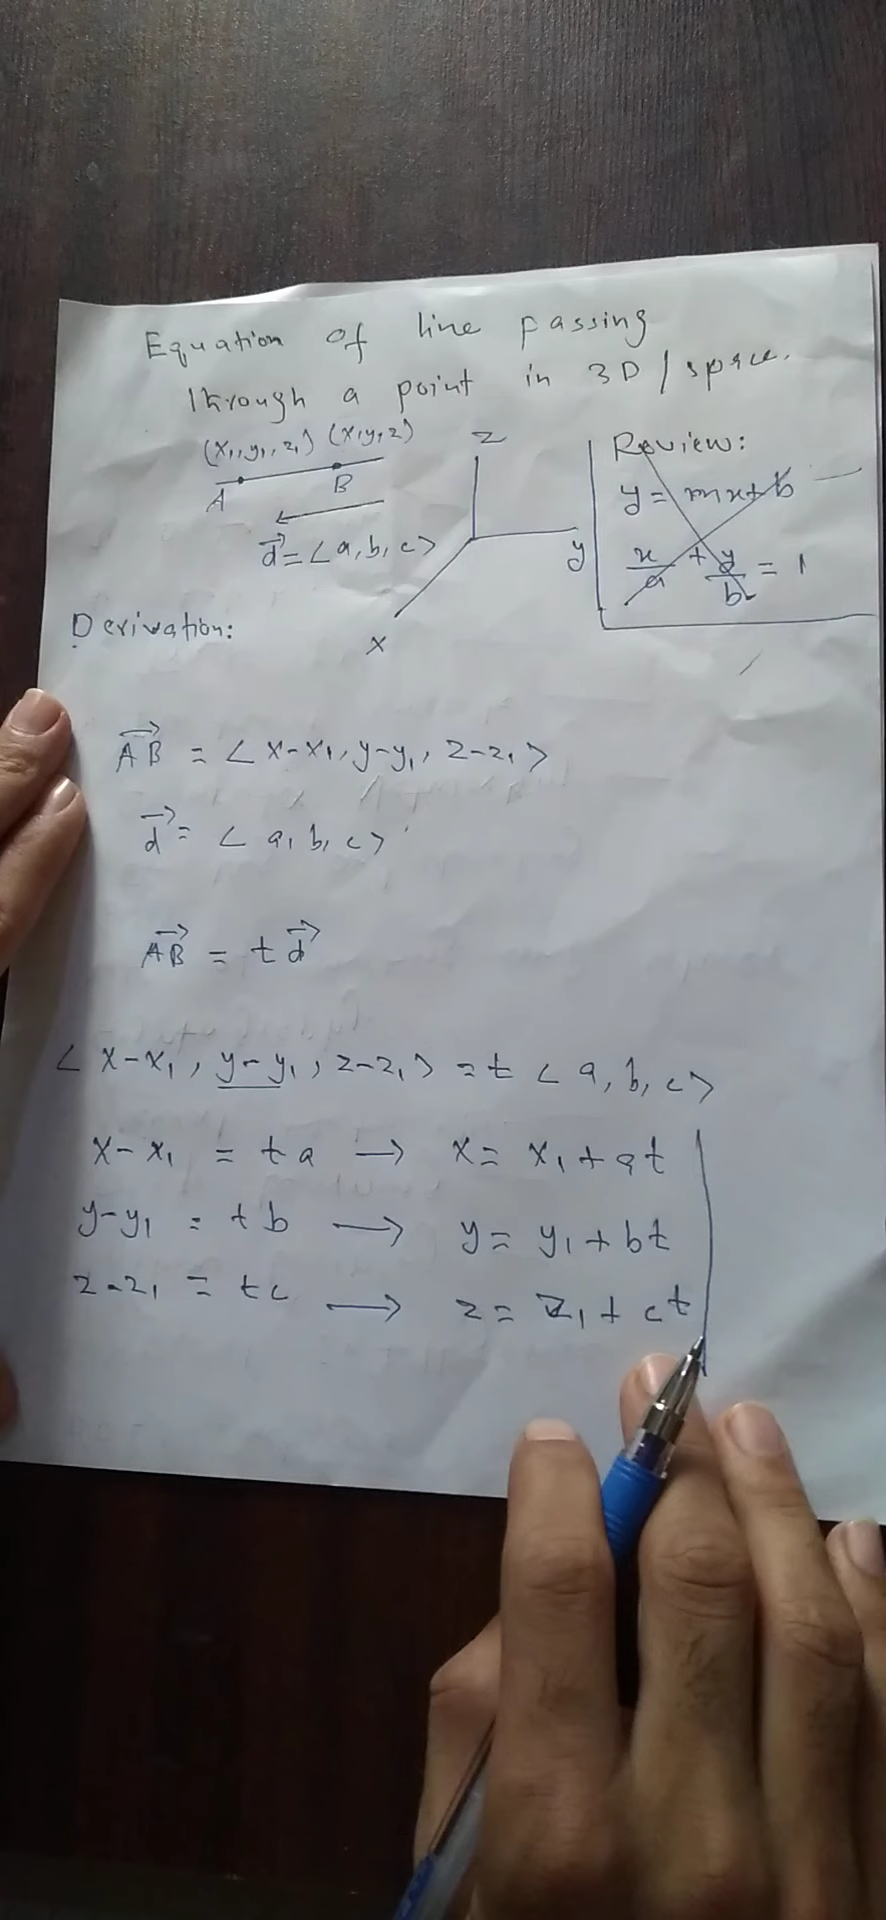 Equation of line passing
through a point in 3D / space.
(x₁, y₁, z₁) (x, y, z)
A B
d⃗ = < a, b, c >
z
y
x
Review:
y = mx + b
x/a + y/b = 1
Derivation:
AB⃗ = < x-x₁, y-y₁, z-z₁ >
d⃗ = < a, b, c >
AB⃗ = t d⃗
< x-x₁, y-y₁, z-z₁ > = t < a, b, c >
x-x₁ = ta → x = x₁ + at
y-y₁ = tb → y = y₁ + bt
z-z₁ = tc → z = z₁ + ct